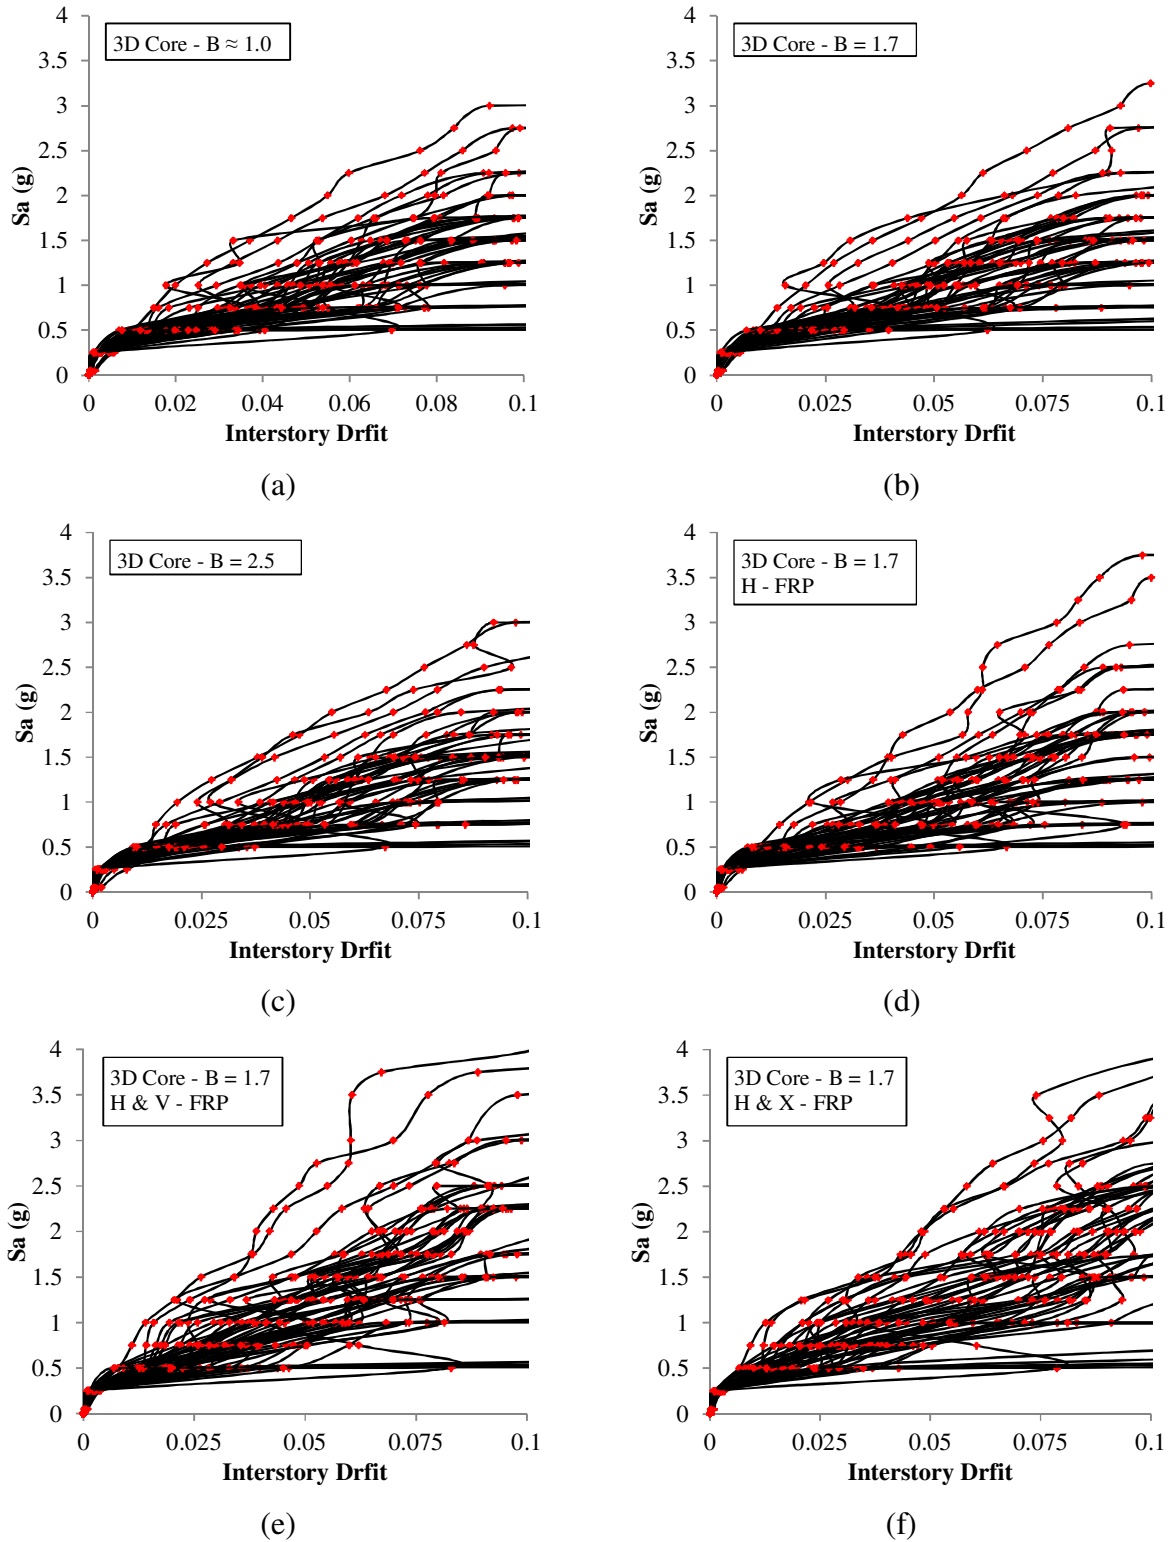 4
3.5
3
2.5
2
1.5
1
0.5
0
3D Core - B ≈ 1.0
Sa (g)
0 0.02 0.04 0.06 0.08 0.1
Interstory Drfit
(a)
4
3.5
3
2.5
2
1.5
1
0.5
0
3D Core - B = 1.7
Sa (g)
0 0.025 0.05 0.075 0.1
Interstory Drfit
(b)
4
3.5
3
2.5
2
1.5
1
0.5
0
3D Core - B = 2.5
Sa (g)
0 0.025 0.05 0.075 0.1
Interstory Drfit
(c)
4
3.5
3
2.5
2
1.5
1
0.5
0
3D Core - B = 1.7
H - FRP
Sa (g)
0 0.025 0.05 0.075 0.1
Interstory Drfit
(d)
4
3.5
3
2.5
2
1.5
1
0.5
0
3D Core - B = 1.7
H & V - FRP
Sa (g)
0 0.025 0.05 0.075 0.1
Interstory Drfit
(e)
4
3.5
3
2.5
2
1.5
1
0.5
0
3D Core - B = 1.7
H & X - FRP
Sa (g)
0 0.025 0.05 0.075 0.1
Interstory Drfit
(f)